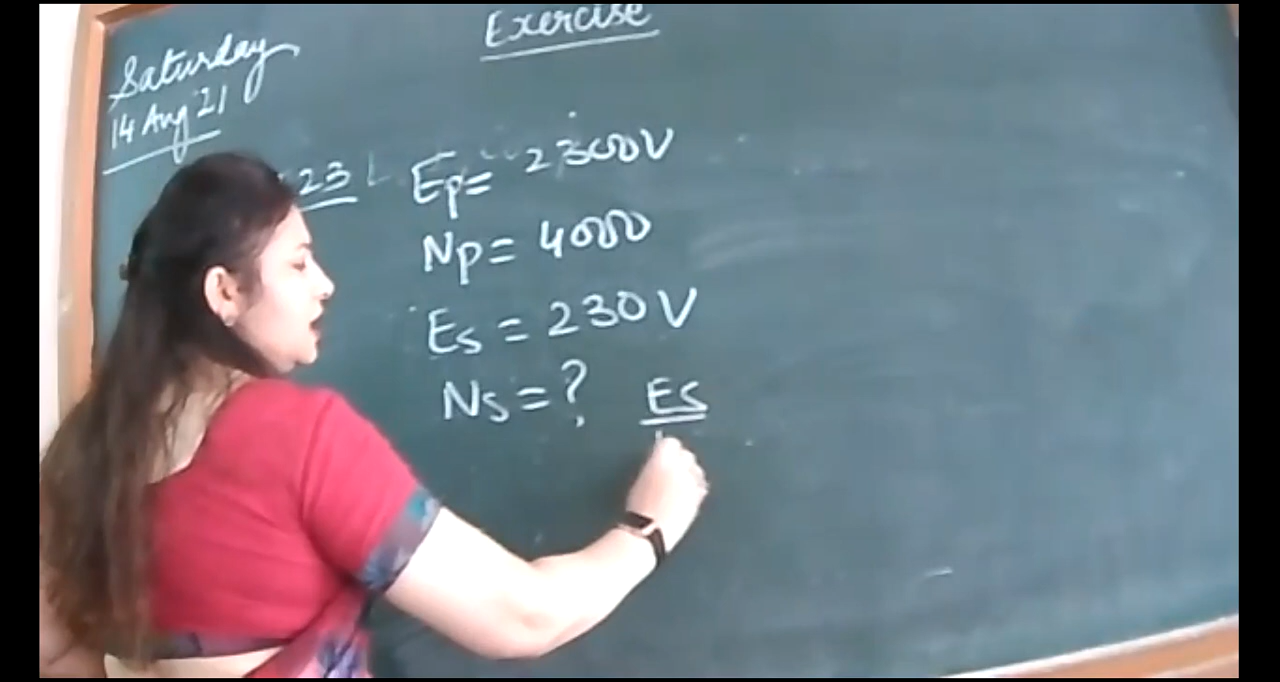 Exercise
Saturday
14 Aug 21
23
Ep = 2300V
Np = 4000
Es = 230 V
Ns = ?
Es